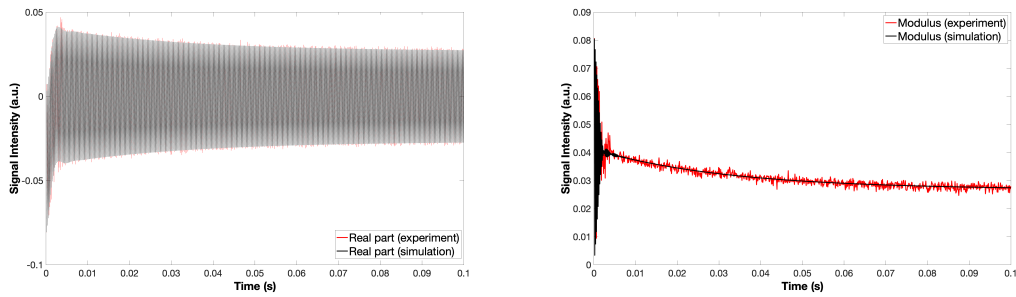 0.05
0
-0.05
-0.1
Signal Intensity (a.u.)
Real part (experiment)
Real part (simulation)
0 0.01 0.02 0.03 0.04 0.05 0.06 0.07 0.08 0.09 0.1
Time (s)
0.09
0.08
0.07
0.06
0.05
0.04
0.03
0.02
0.01
0
Signal Intensity (a.u.)
Modulus (experiment)
Modulus (simulation)
0 0.01 0.02 0.03 0.04 0.05 0.06 0.07 0.08 0.09 0.1
Time (s)